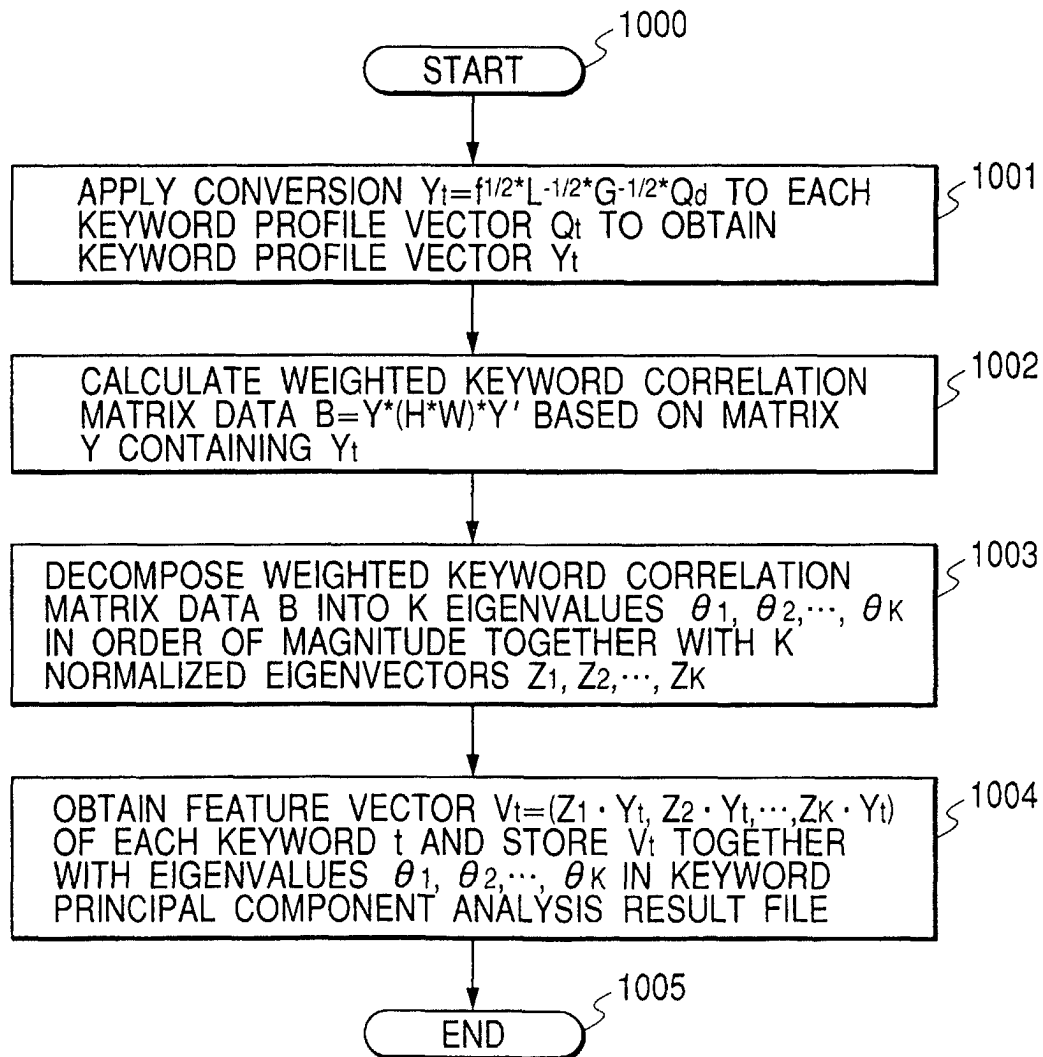 1000
START
1001
APPLY CONVERSION Yt=f1/2*L-1/2*G-1/2*Qd TO EACH
KEYWORD PROFILE VECTOR Qt TO OBTAIN
KEYWORD PROFILE VECTOR Yt
1002
CALCULATE WEIGHTED KEYWORD CORRELATION
MATRIX DATA B=Y*(H*W)*Y' BASED ON MATRIX
Y CONTAINING Yt
1003
DECOMPOSE WEIGHTED KEYWORD CORRELATION
MATRIX DATA B INTO K EIGENVALUES θ1, θ2,⋯, θK
IN ORDER OF MAGNITUDE TOGETHER WITH K
NORMALIZED EIGENVECTORS Z1, Z2,⋯, ZK
1004
OBTAIN FEATURE VECTOR Vt=(Z1・Yt, Z2・Yt,⋯,ZK・Yt)
OF EACH KEYWORD t AND STORE Vt TOGETHER
WITH EIGENVALUES θ1, θ2,⋯, θK IN KEYWORD
PRINCIPAL COMPONENT ANALYSIS RESULT FILE
1005
END